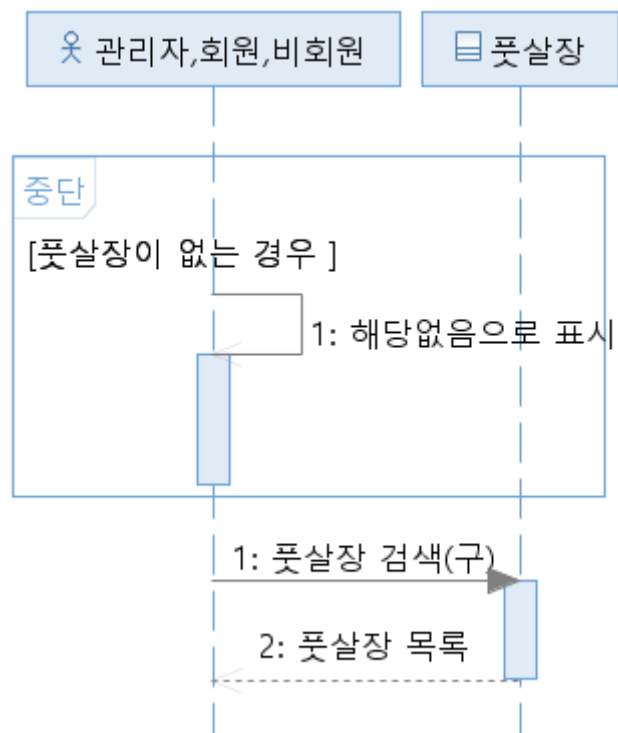 관리자,회원,비회원
풋살장
중단
[풋살장이 없는 경우 ]
1: 해당없음으로 표시
1: 풋살장 검색(구)
2: 풋살장 목록